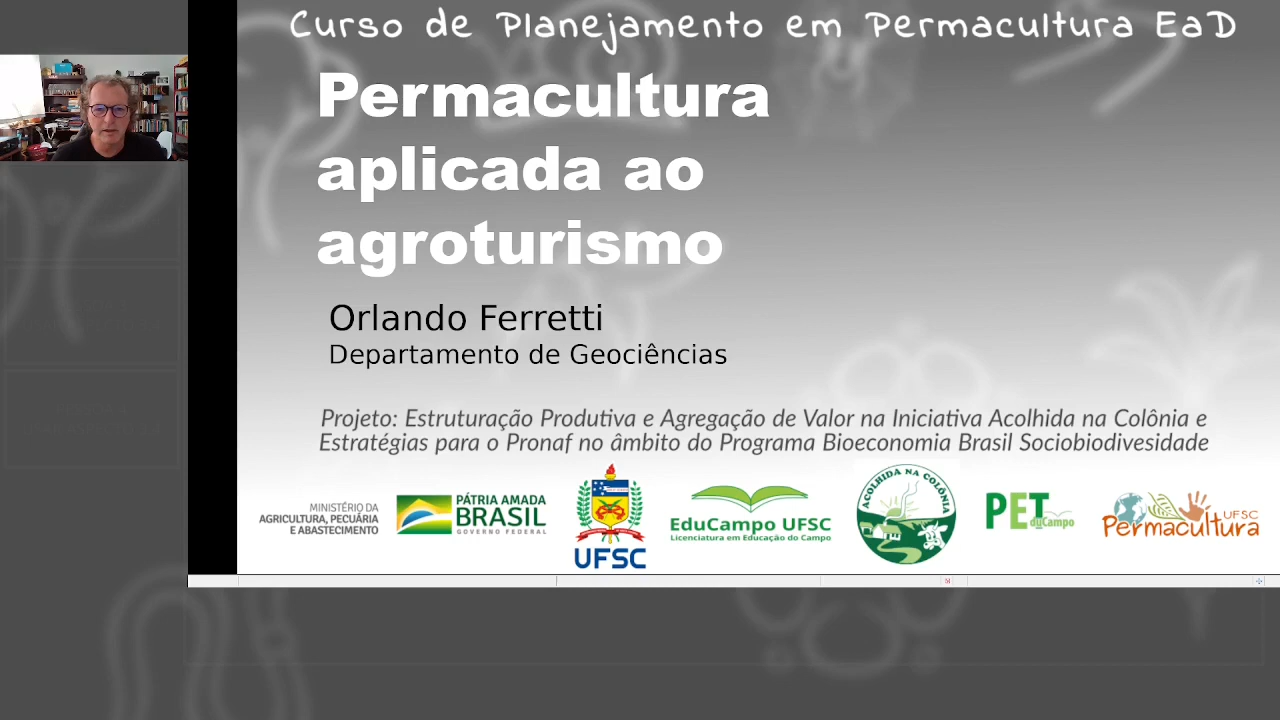 Curso de Planejamento em Permacultura EaD
Permacultura
aplicada ao
agroturismo
Orlando Ferretti
Departamento de Geociências
Projeto: Estruturação Produtiva e Agregação de Valor na Iniciativa Acolhida na Colônia e
Estratégias para o Pronaf no âmbito do Programa Bioeconomia Brasil Sociobiodivesidade
MINISTÉRIO DA
AGRICULTURA, PECUÁRIA
E ABASTECIMENTO
PÁTRIA AMADA
BRASIL
GOVERNO FEDERAL
UFSC
EduCampo UFSC
Licenciatura em Educação do Campo
ACOLHIDA NA COLÔNIA
PET
duCampo
UFSC
Permacultura